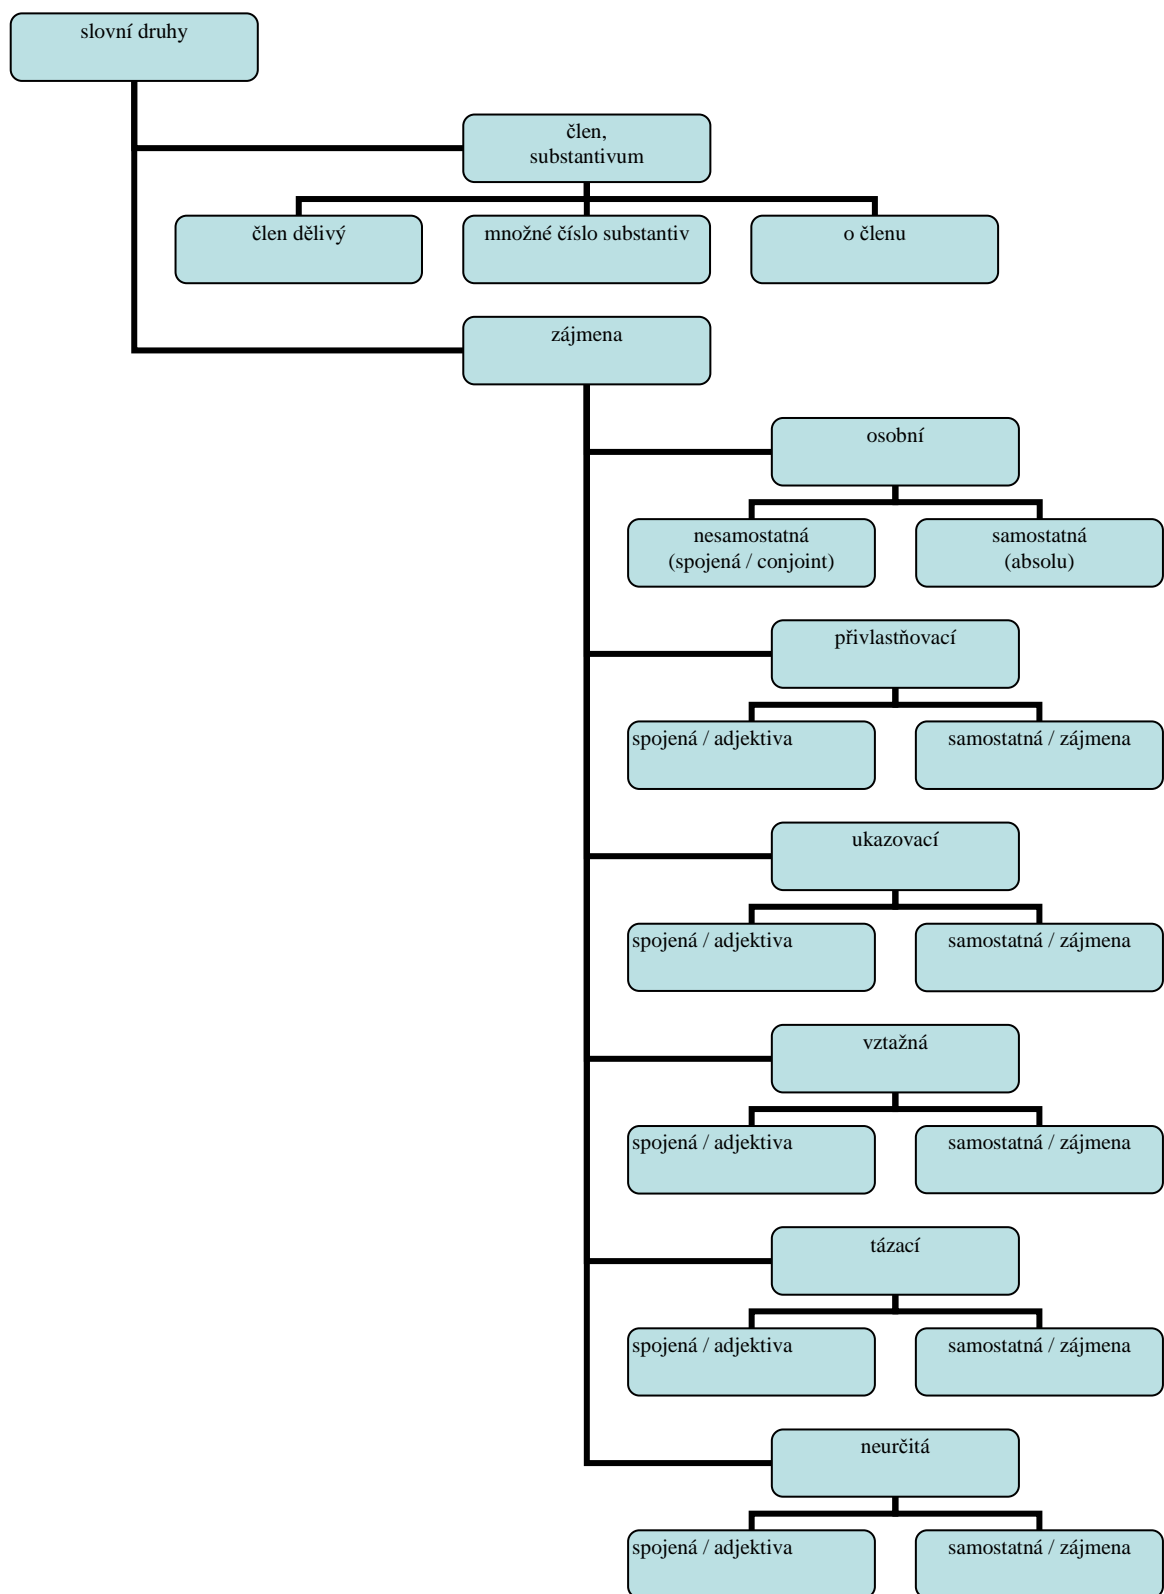 slovní druhy
člen,
substantivum
člen dělivý
množné číslo substantiv
o členu
zájmena
osobní
nesamostatná
(spojená / conjoint)
samostatná
(absolu)
přivlastňovací
spojená / adjektiva
samostatná / zájmena
ukazovací
spojená / adjektiva
samostatná / zájmena
vztažná
spojená / adjektiva
samostatná / zájmena
tázací
spojená / adjektiva
samostatná / zájmena
neurčitá
spojená / adjektiva
samostatná / zájmena